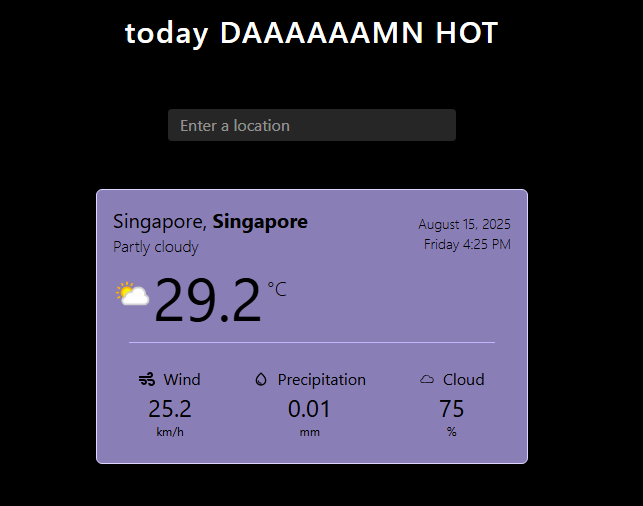 today DAAAAAAMN HOT
Enter a location
Singapore, Singapore
August 15, 2025
Partly cloudy
Friday 4:25 PM
29.2 °C
Wind
Precipitation
Cloud
25.2
0.01
75
km/h
mm
%